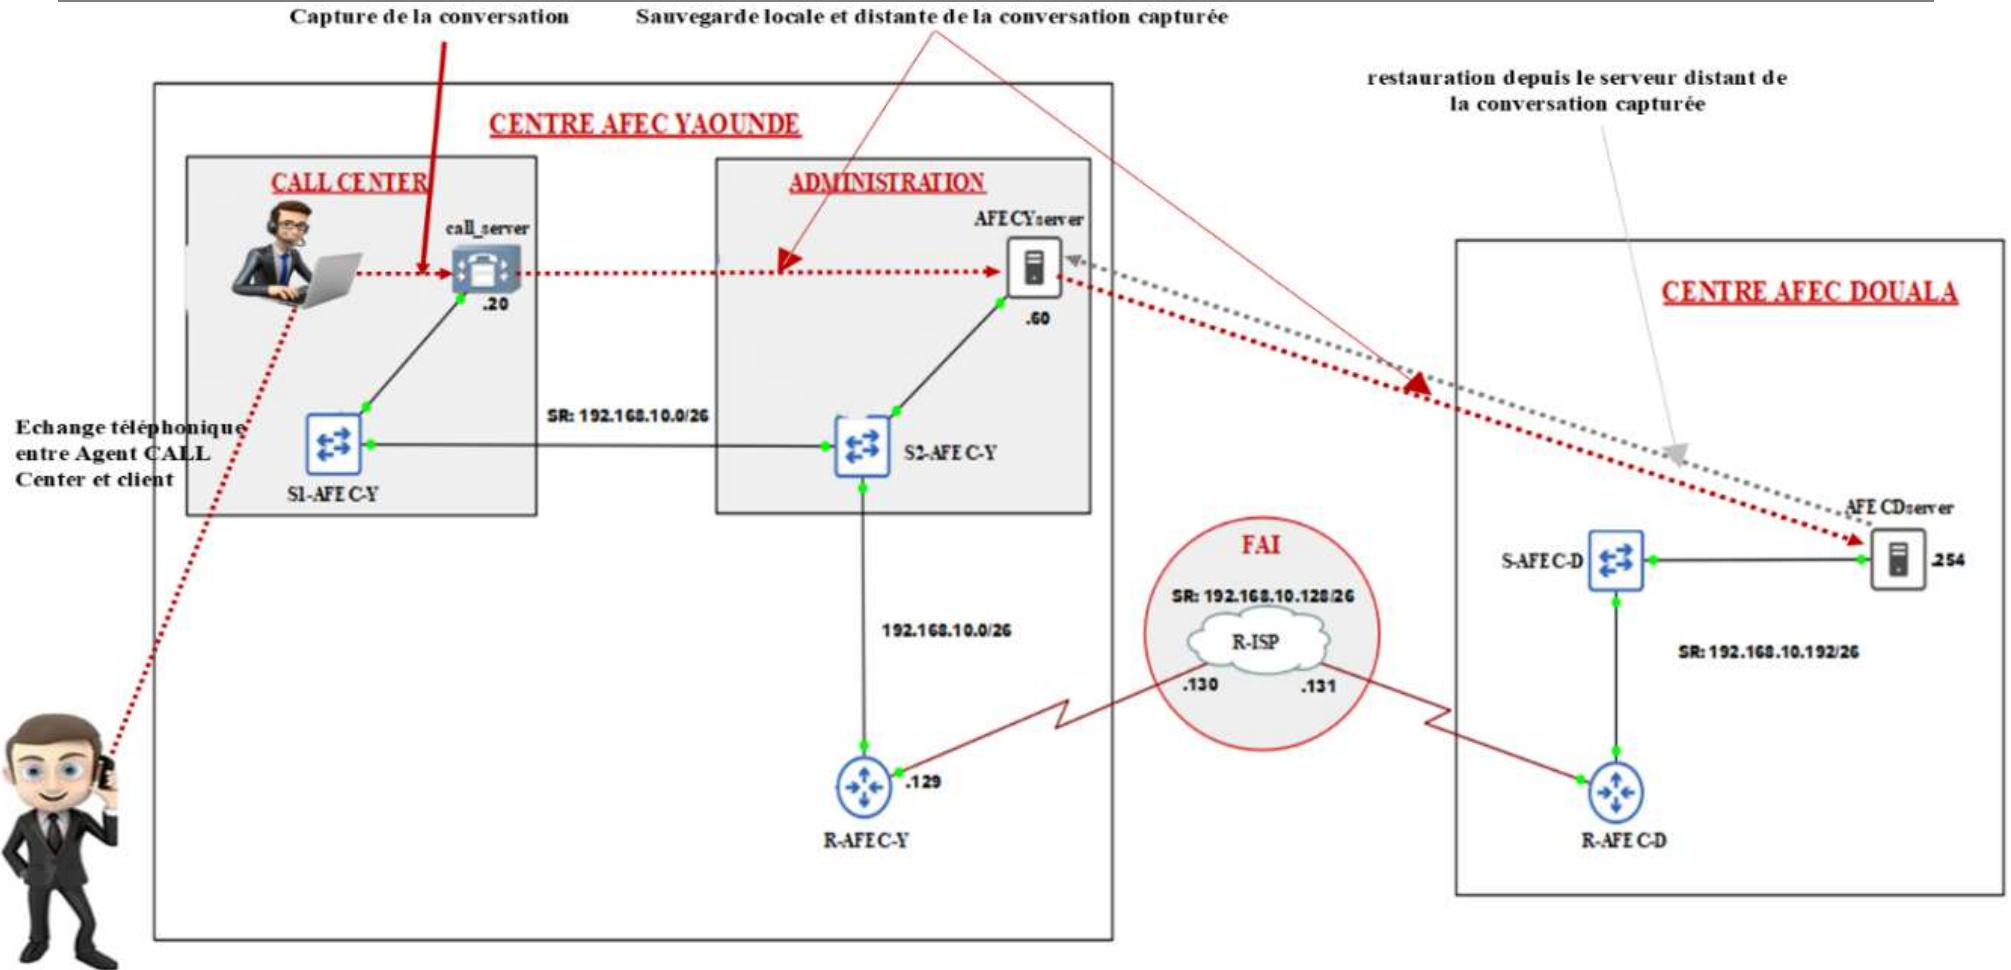 Capture de la conversation
Sauvegarde locale et distante de la conversation capturée
restauration depuis le serveur distant de
la conversation capturée
CENTRE AFEC YAOUNDE
CALL CENTER
ADMINISTRATION
call_server
.20
AFECYserver
.60
CENTRE AFEC DOUALA
Echange téléphonique
entre Agent CALL
Center et client
SR: 192.168.10.0/26
S1-AFEC-Y
S2-AFEC-Y
192.168.10.0/26
FAI
SR: 192.168.10.128/26
R-ISP
.130
.131
AFECDserver
S-AFEC-D
.254
SR: 192.168.10.192/26
.129
R-AFEC-Y
R-AFEC-D